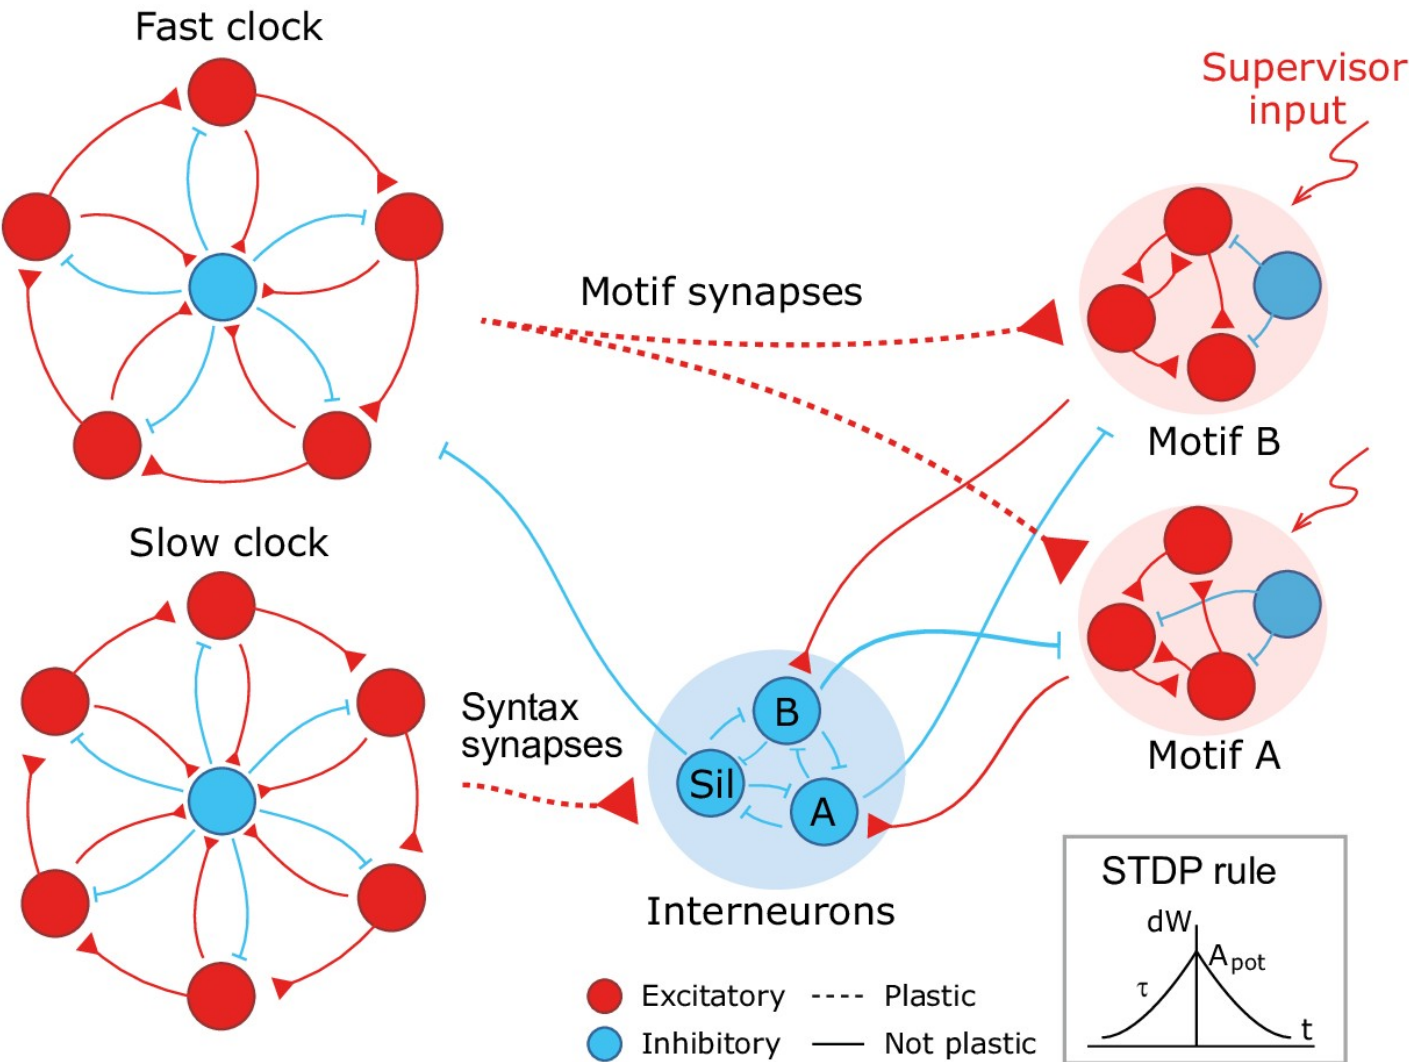 Fast clock
Supervisor
input
Motif synapses
Motif B
Slow clock
Syntax
synapses
B
Sil
A
Motif A
Interneurons
STDP rule
dW
Apot
τ
t
Excitatory
Plastic
Inhibitory
Not plastic